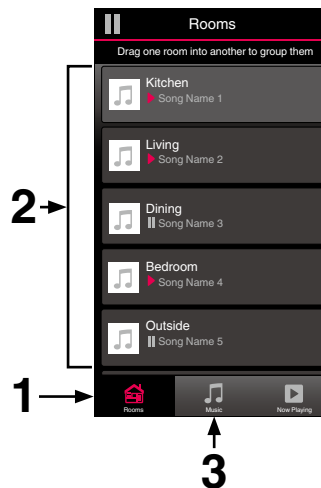 Rooms
Drag one room into another to group them
Kitchen
Song Name 1
Living
Song Name 2
2
Dining
Song Name 3
Bedroom
Song Name 4
Outside
Song Name 5
1
Rooms
Music
Now Playing
3